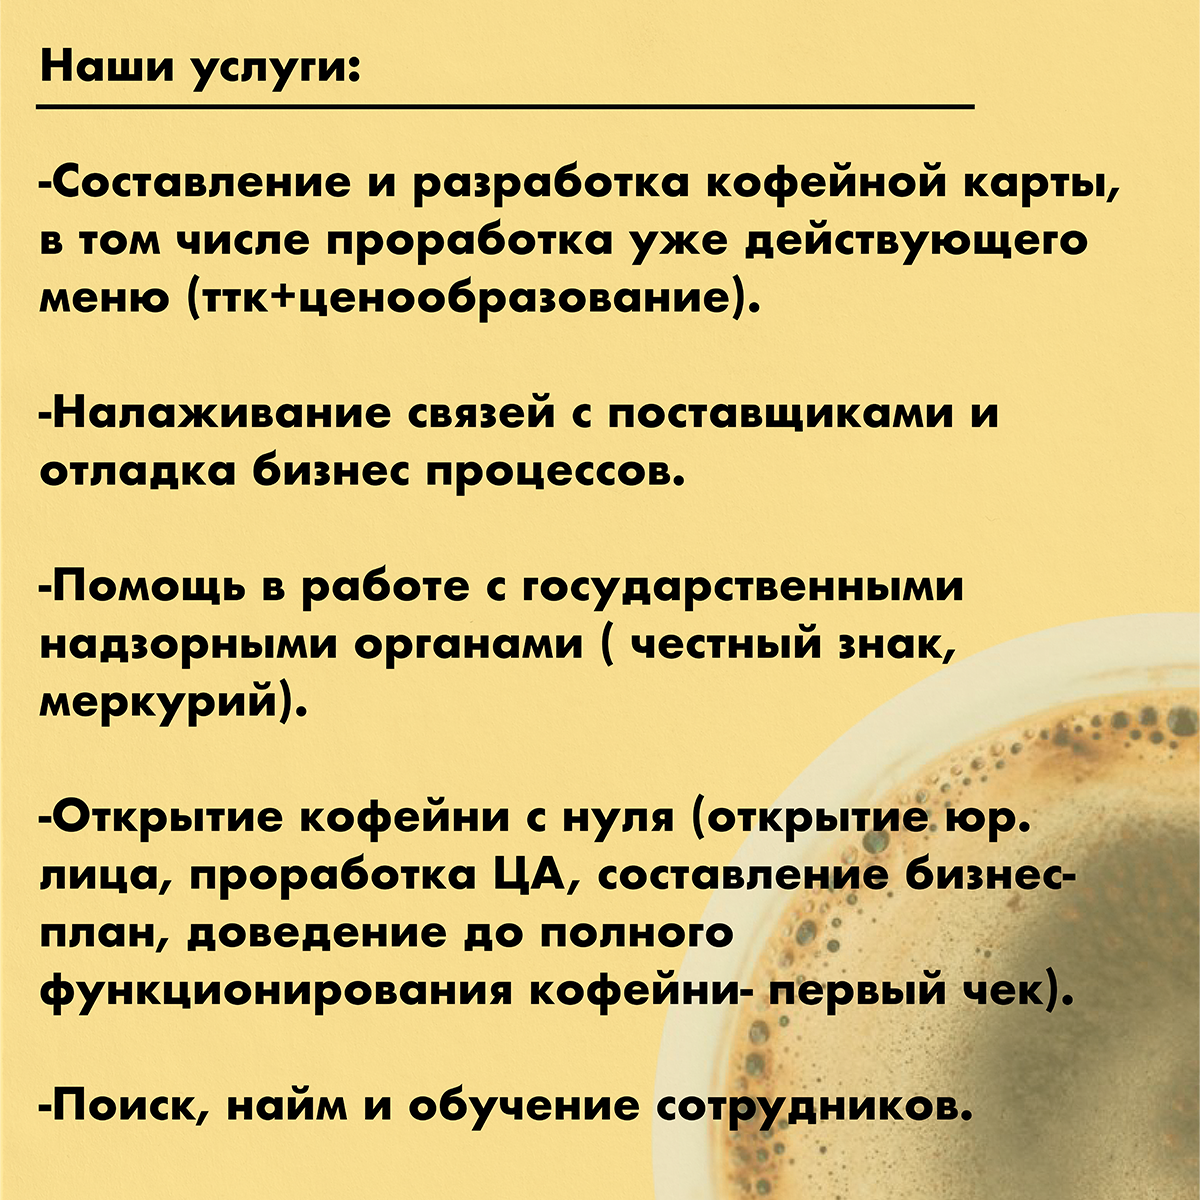 Наши услуги:
-Составление и разработка кофейной карты,
в том числе проработка уже действующего
меню (ттк+ценообразование).
-Налаживание связей с поставщиками и
отладка бизнес процессов.
-Помощь в работе с государственными
надзорными органами ( честный знак,
меркурий).
-Открытие кофейни с нуля (открытие юр.
лица, проработка ЦА, составление бизнес-
план, доведение до полного
функционирования кофейни- первый чек).
-Поиск, найм и обучение сотрудников.